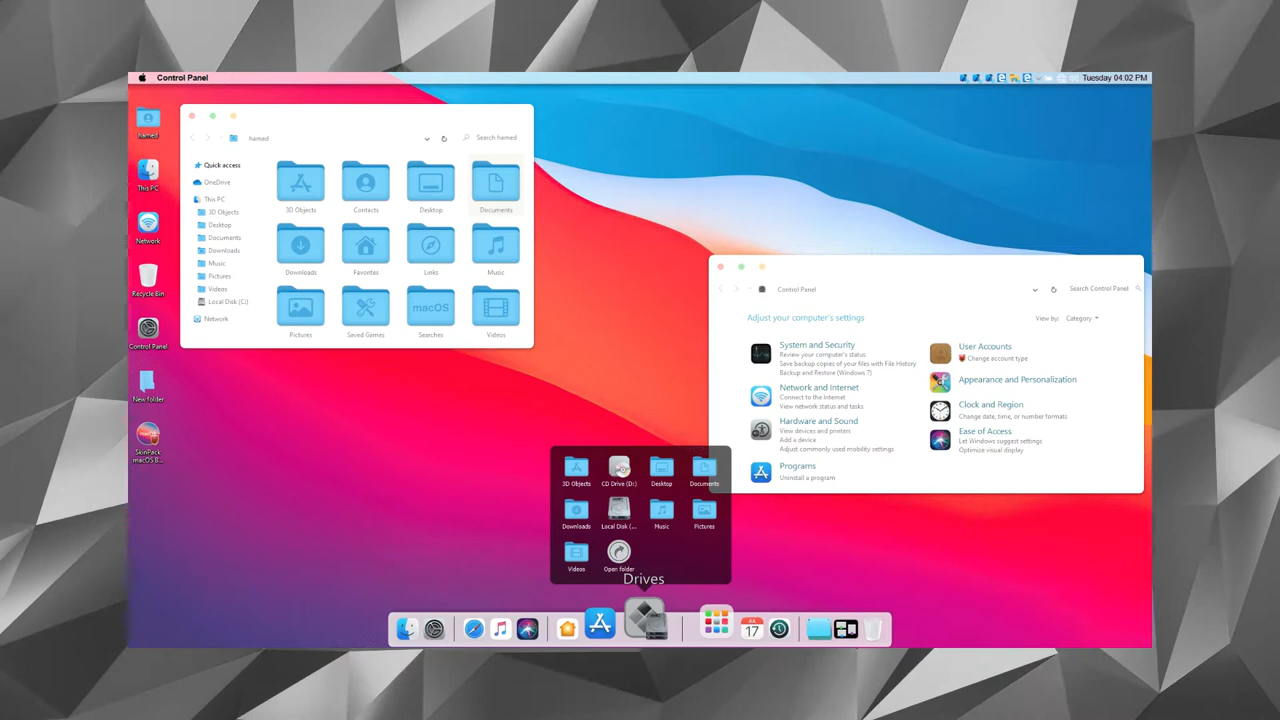 Control Panel
Tuesday 04:02 PM
hamed
This PC
Network
Recycle Bin
Control Panel
New folder
SkinPack
macOS B...
hamed
Search hamed
Quick access
OneDrive
This PC
3D Objects
Desktop
Documents
Downloads
Music
Pictures
Videos
Local Disk (C:)
Network
3D Objects
Contacts
Desktop
Documents
Downloads
Favorites
Links
Music
macOS
Pictures
Saved Games
Searches
Videos
Control Panel
Search Control Panel
Adjust your computer's settings
View by:
Category
System and Security
Review your computer's status
Save backup copies of your files with File History
Backup and Restore (Windows 7)
Network and Internet
Connect to the Internet
View network status and tasks
Hardware and Sound
View devices and printers
Add a device
Adjust commonly used mobility settings
Programs
Uninstall a program
User Accounts
Change account type
Appearance and Personalization
Clock and Region
Change date, time, or number formats
Ease of Access
Let Windows suggest settings
Optimize visual display
3D Objects
CD Drive (D:)
Desktop
Documents
Downloads
Local Disk (...
Music
Pictures
Videos
Open folder
Drives
17